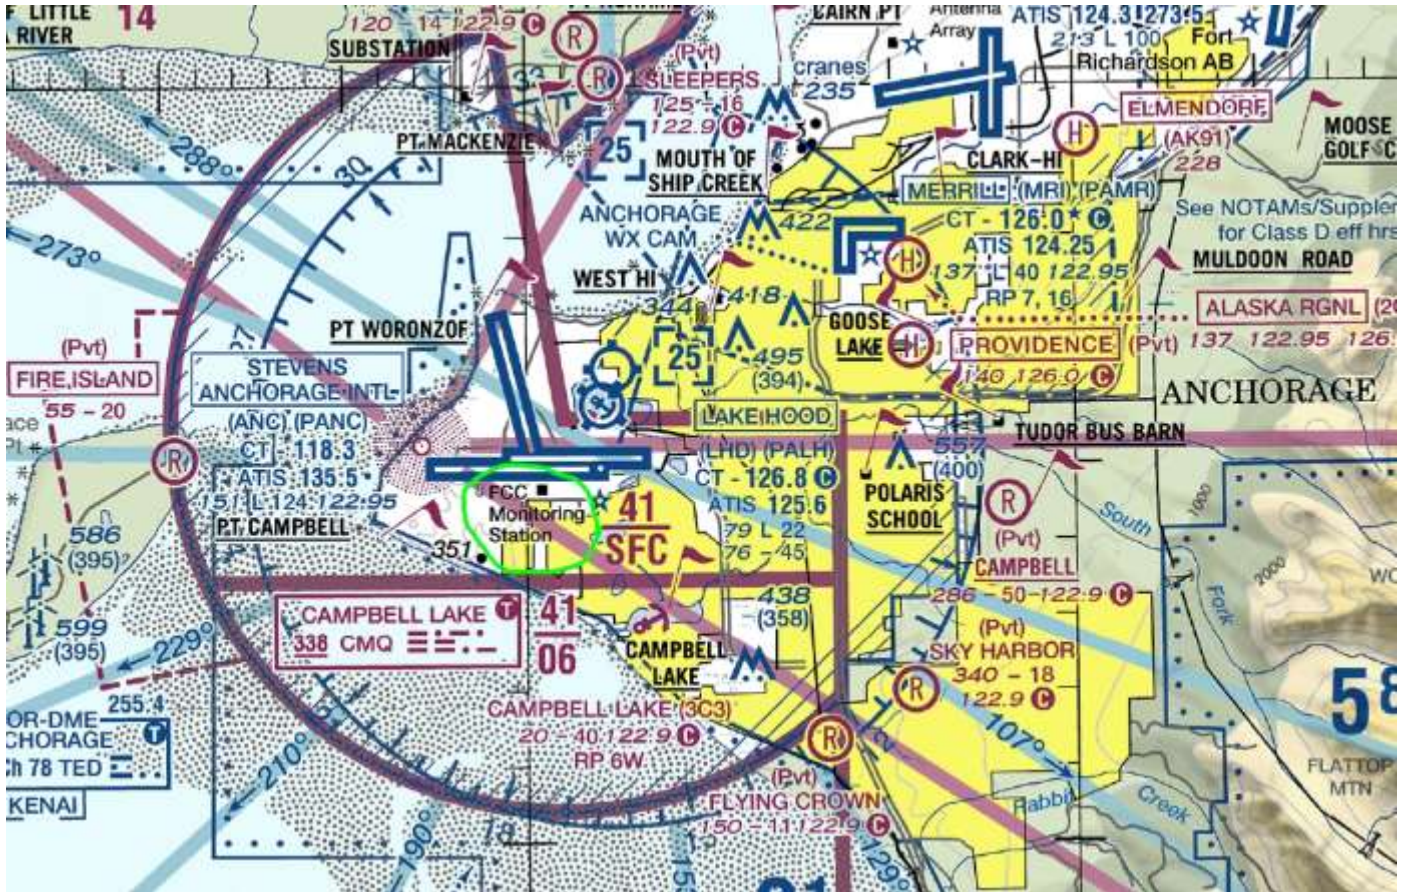 LITTLE
RIVER
14
120 14 122.9 C
SUBSTATION
R
R
(Pvt)
SLEEPERS
125 - 16
122.9 C
CAIRN PT
Antenna
Array
ATIS 124.3 273.5
213 L 100
Fort
Richardson AB
cranes
235
ELMENDORF
(AK91)
228
H
MOOSE
GOLF C
PT MACKENZIE
33
25
MOUTH OF
SHIP CREEK
CLARK-HI
288°
30
ANCHORAGE
WX CAM
422
MERRILL (MRI) (PAMR)
CT - 126.0 * C
ATIS 124.25
137 *L 40 122.95
RP 7, 16
See NOTAMs/Supplem
for Class D eff hrs
MULDOON ROAD
273°
WEST HI
344
418
H
PT WORONZOF
GOOSE
LAKE
H
ALASKA RGNL
137 122.95 126.
(Pvt)
FIRE ISLAND
55 - 20
STEVENS
ANCHORAGE INTL
(ANC) (PANC)
CT 118.3
ATIS 135.5
151 L 124 122.95
25
495
(394)
PROVIDENCE (Pvt)
140 126.0 C
ANCHORAGE
LAKE HOOD
(LHD) (PALH)
CT - 126.8 C
ATIS 125.6
79 L 22
76 - 45
557
(400)
TUDOR BUS BARN
R
PT CAMPBELL
FCC
Monitoring
Station
351
41
SFC
POLARIS
SCHOOL
R
(Pvt)
CAMPBELL
286 - 50 - 122.9 C
South
Fork
1000
2000
586
(395)
599
(395)
229°
CAMPBELL LAKE T
338 CMQ
41
06
438
(358)
CAMPBELL
LAKE
(Pvt)
SKY HARBOR
340 - 18
122.9 C
R
58
255.4
OR-DME
CHORAGE T
Ch 78 TED
KENAI
210°
CAMPBELL LAKE (3C3)
20 - 40 122.9 C
RP 6W
R
107°
(Pvt)
FLYING CROWN
150 - 11 122.9 C
Rabbit
Creek
FLATTOP
MTN
18
190°
129°